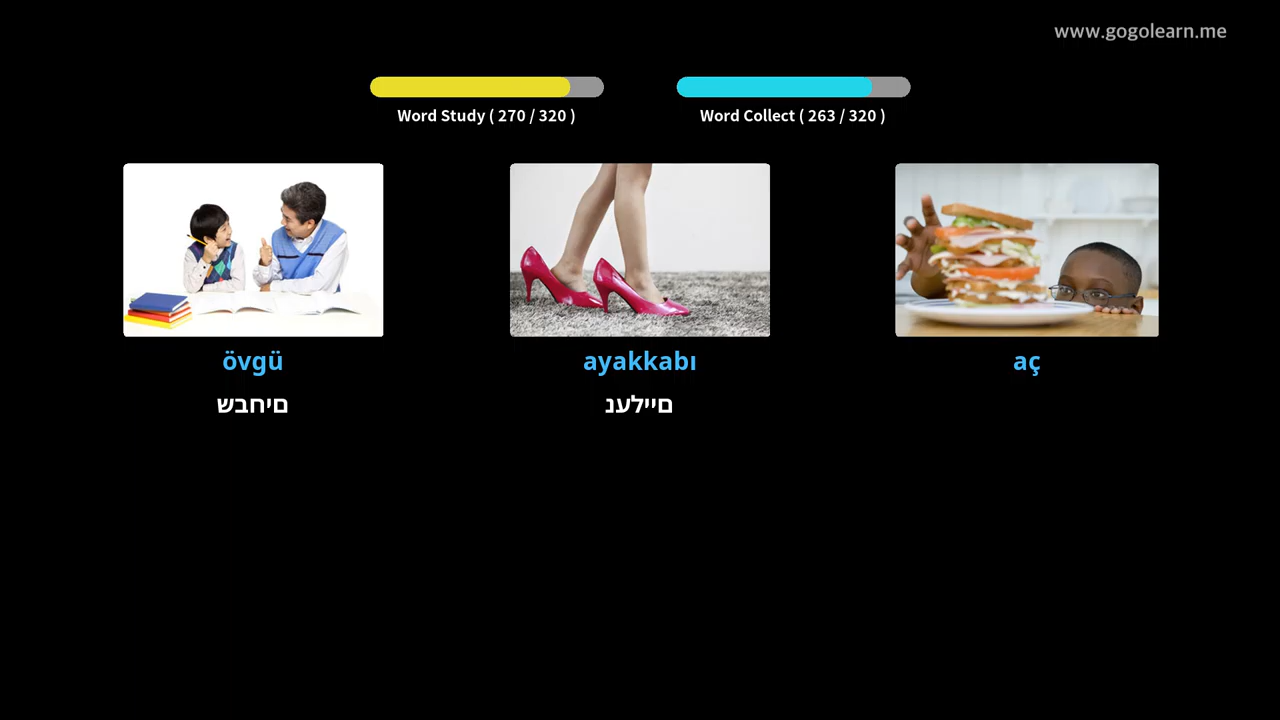 www.gogolearn.me
Word Study ( 270 / 320 )
Word Collect ( 263 / 320 )
övgü
ayakkabı
aç
םיחבש
םיילענ